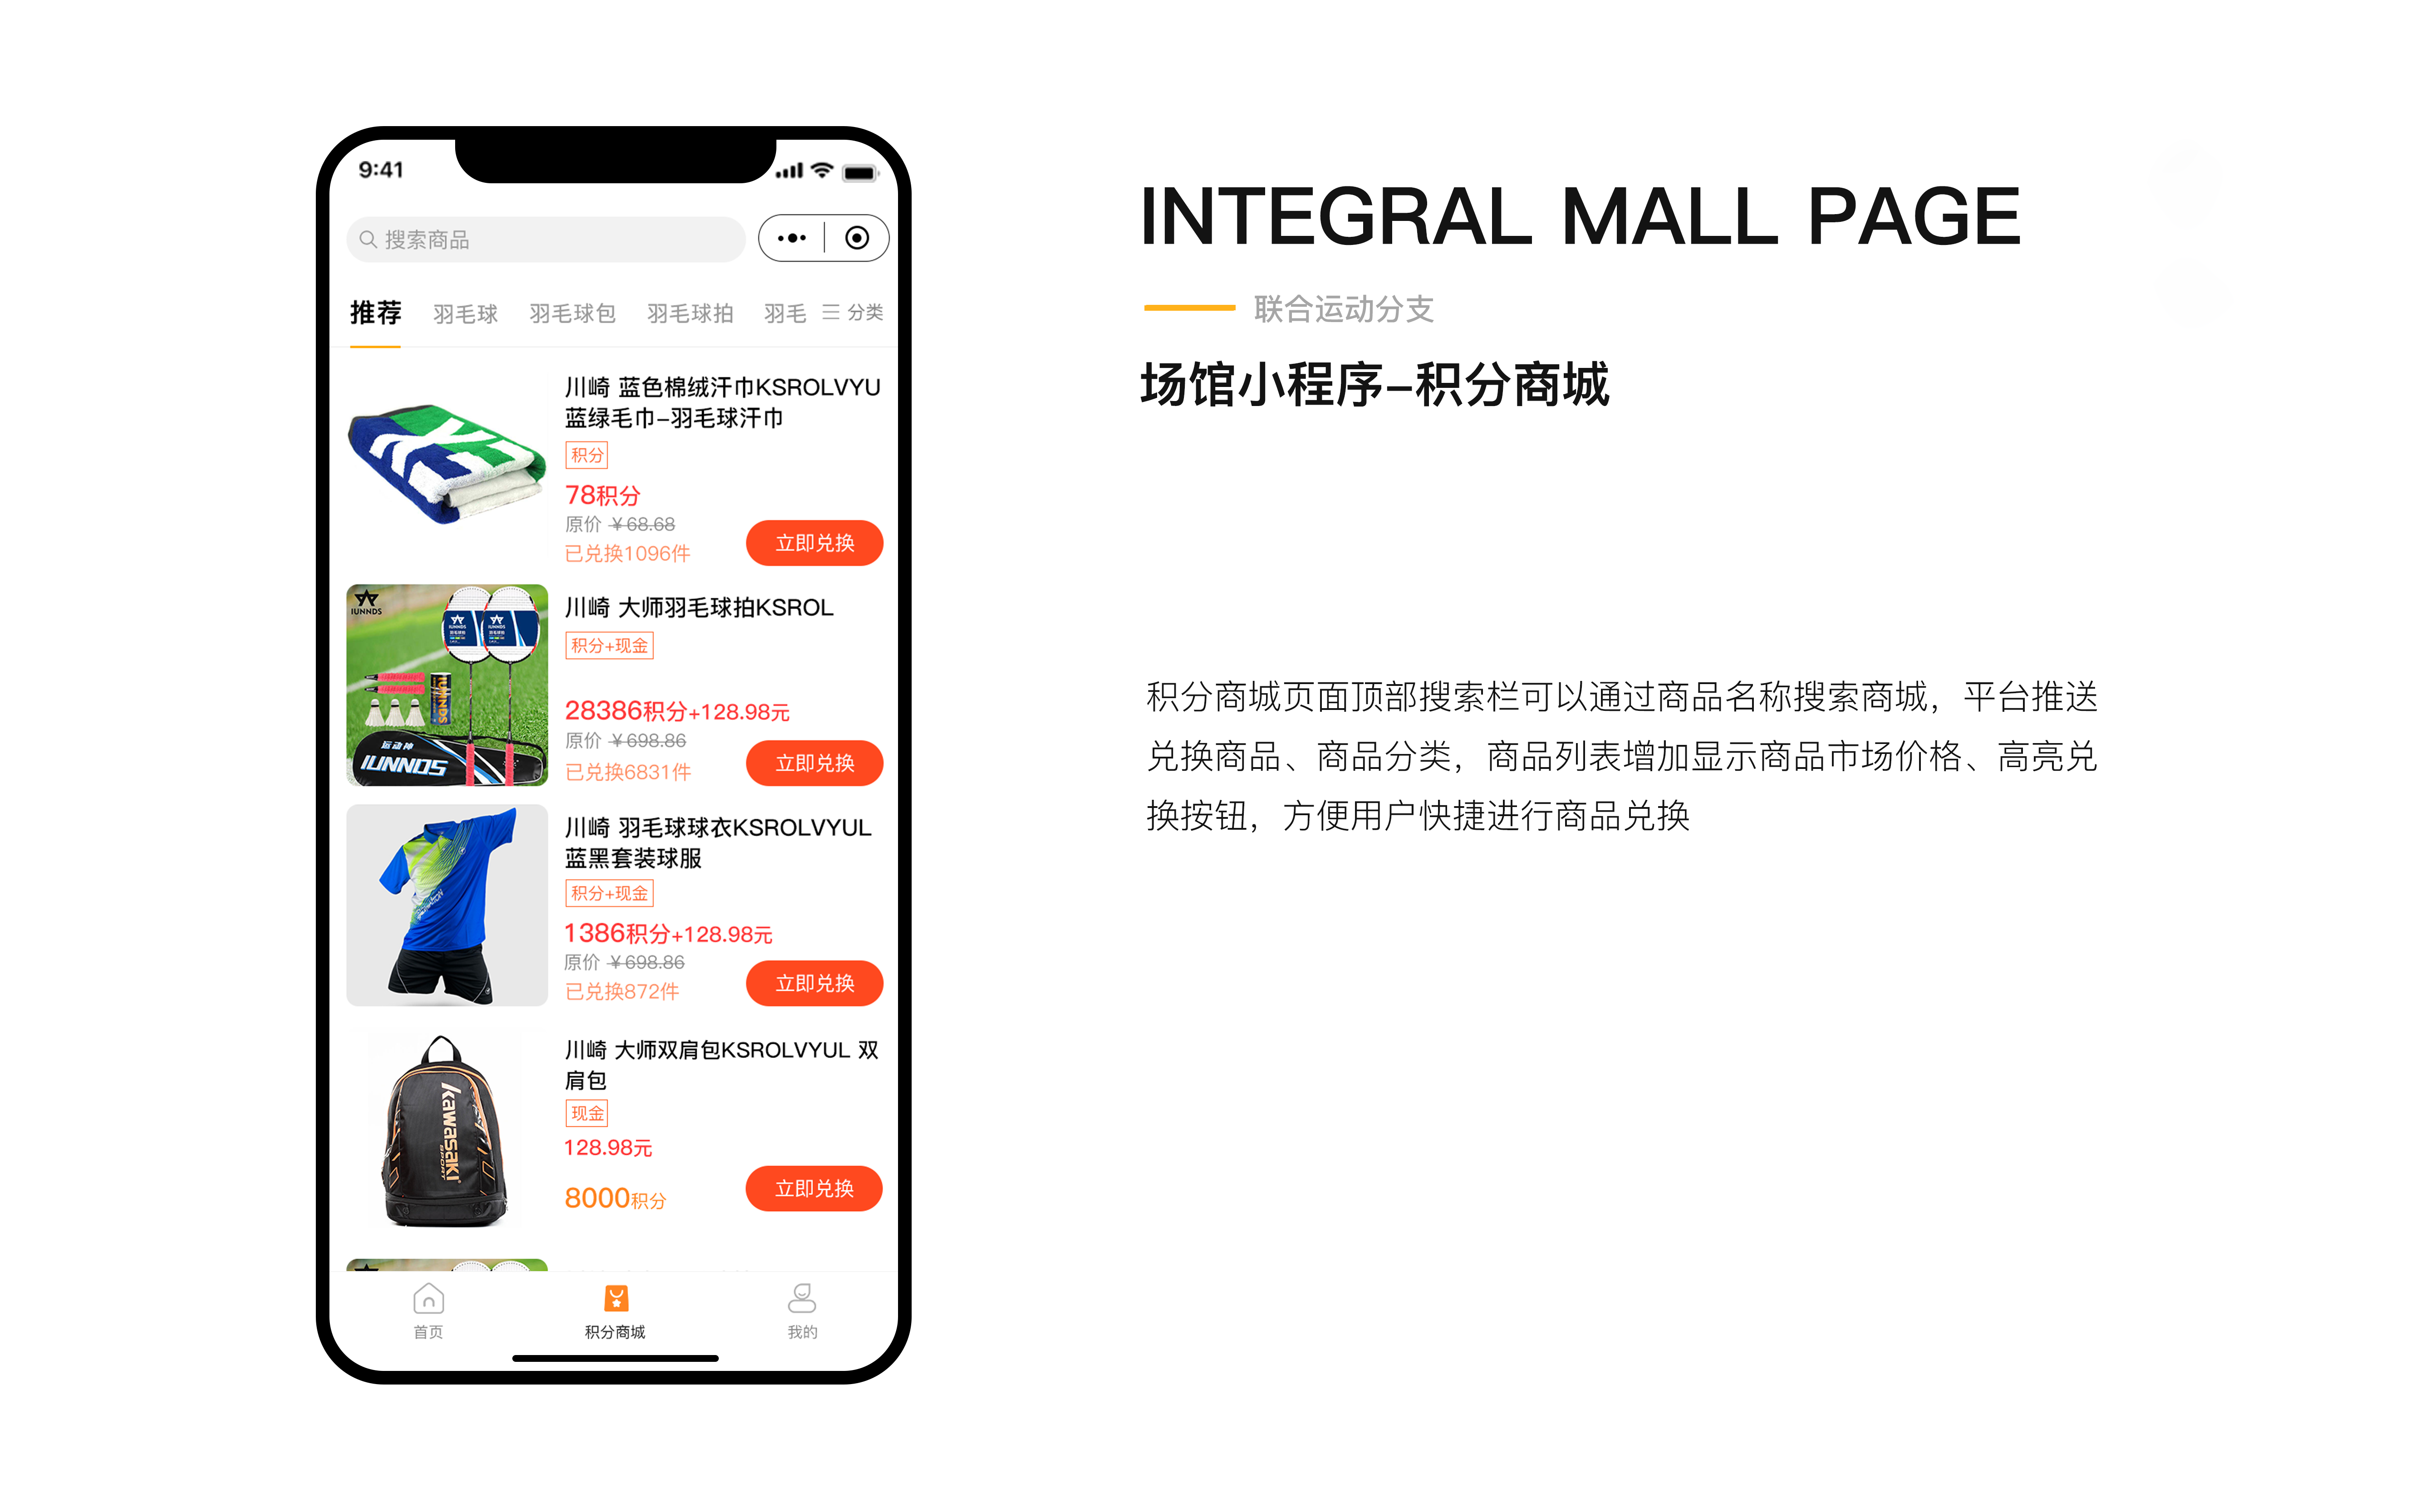 9:41
搜索商品
推荐 羽毛球 羽毛球包 羽毛球拍 羽毛 分类
川崎 蓝色棉绒汗巾KSROLVYU
蓝绿毛巾-羽毛球汗巾
积分
78积分
原价 ¥68.68
已兑换1096件
立即兑换
IUNNDS
运动神
IUNNDS
川崎 大师羽毛球拍KSROL
积分+现金
28386积分+128.98元
原价 ¥698.86
已兑换6831件
立即兑换
川崎 羽毛球球衣KSROLVYUL
蓝黑套装球服
积分+现金
1386积分+128.98元
原价 ¥698.86
已兑换872件
立即兑换
kawasaki
SPORT
川崎 大师双肩包KSROLVYUL 双
肩包
现金
128.98元
8000积分
立即兑换
首页 积分商城 我的
INTEGRAL MALL PAGE
联合运动分支
场馆小程序-积分商城
积分商城页面顶部搜索栏可以通过商品名称搜索商城，平台推送
兑换商品、商品分类，商品列表增加显示商品市场价格、高亮兑
换按钮，方便用户快捷进行商品兑换